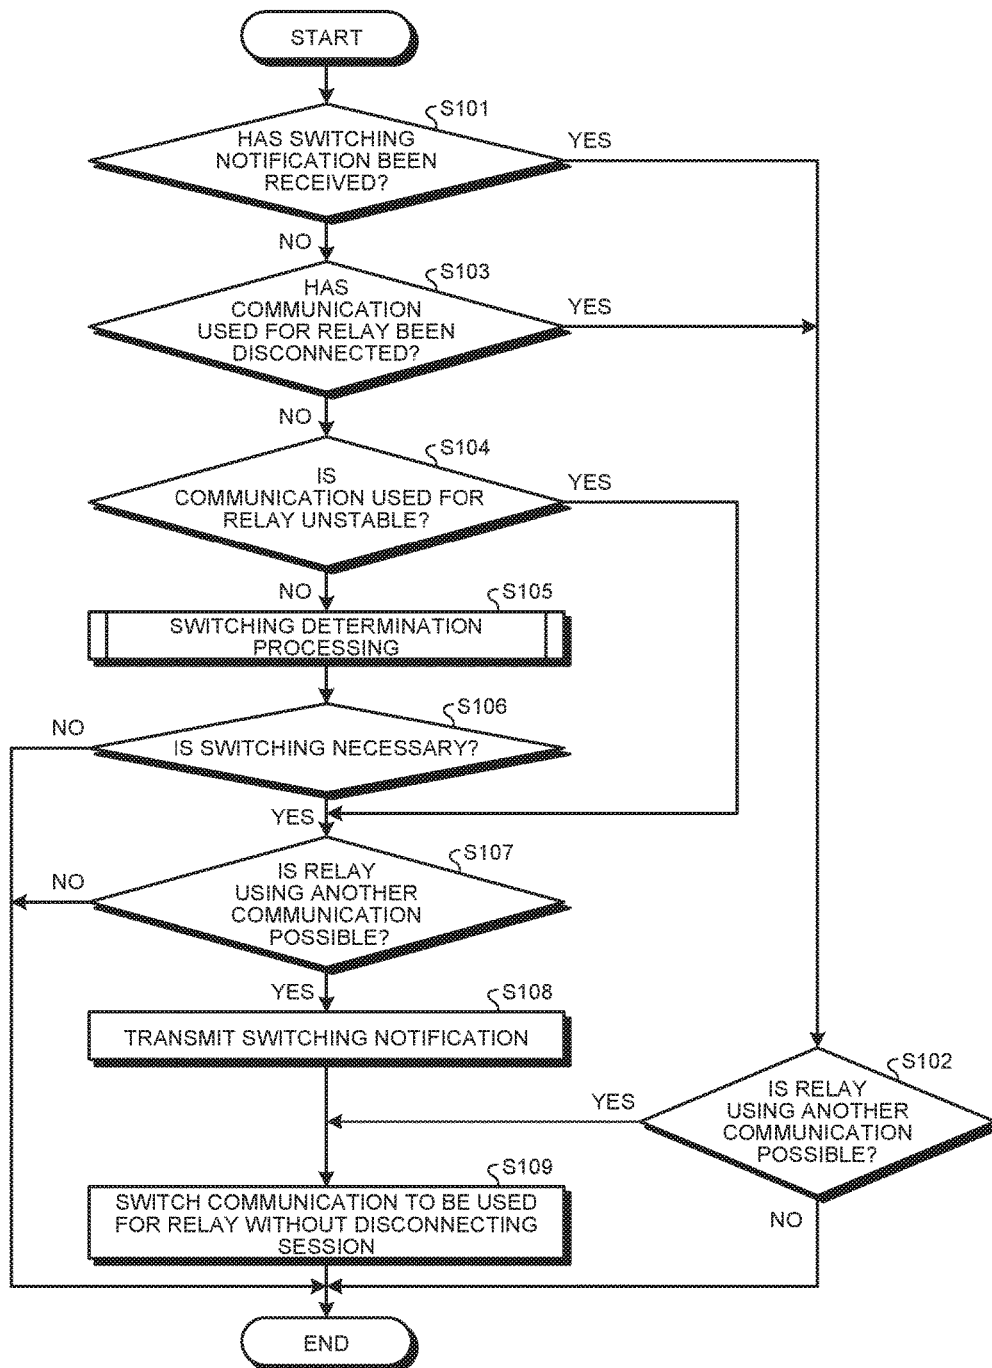 START
S101
HAS SWITCHING
NOTIFICATION BEEN
RECEIVED?
YES
NO
S103
HAS
COMMUNICATION
USED FOR RELAY BEEN
DISCONNECTED?
YES
NO
S104
IS
COMMUNICATION USED FOR
RELAY UNSTABLE?
YES
NO
S105
SWITCHING DETERMINATION
PROCESSING
S106
NO
IS SWITCHING NECESSARY?
YES
S107
NO
IS RELAY
USING ANOTHER
COMMUNICATION
POSSIBLE?
YES
S108
TRANSMIT SWITCHING NOTIFICATION
S102
YES
IS RELAY
USING ANOTHER
COMMUNICATION
POSSIBLE?
NO
S109
SWITCH COMMUNICATION TO BE USED
FOR RELAY WITHOUT DISCONNECTING
SESSION
END